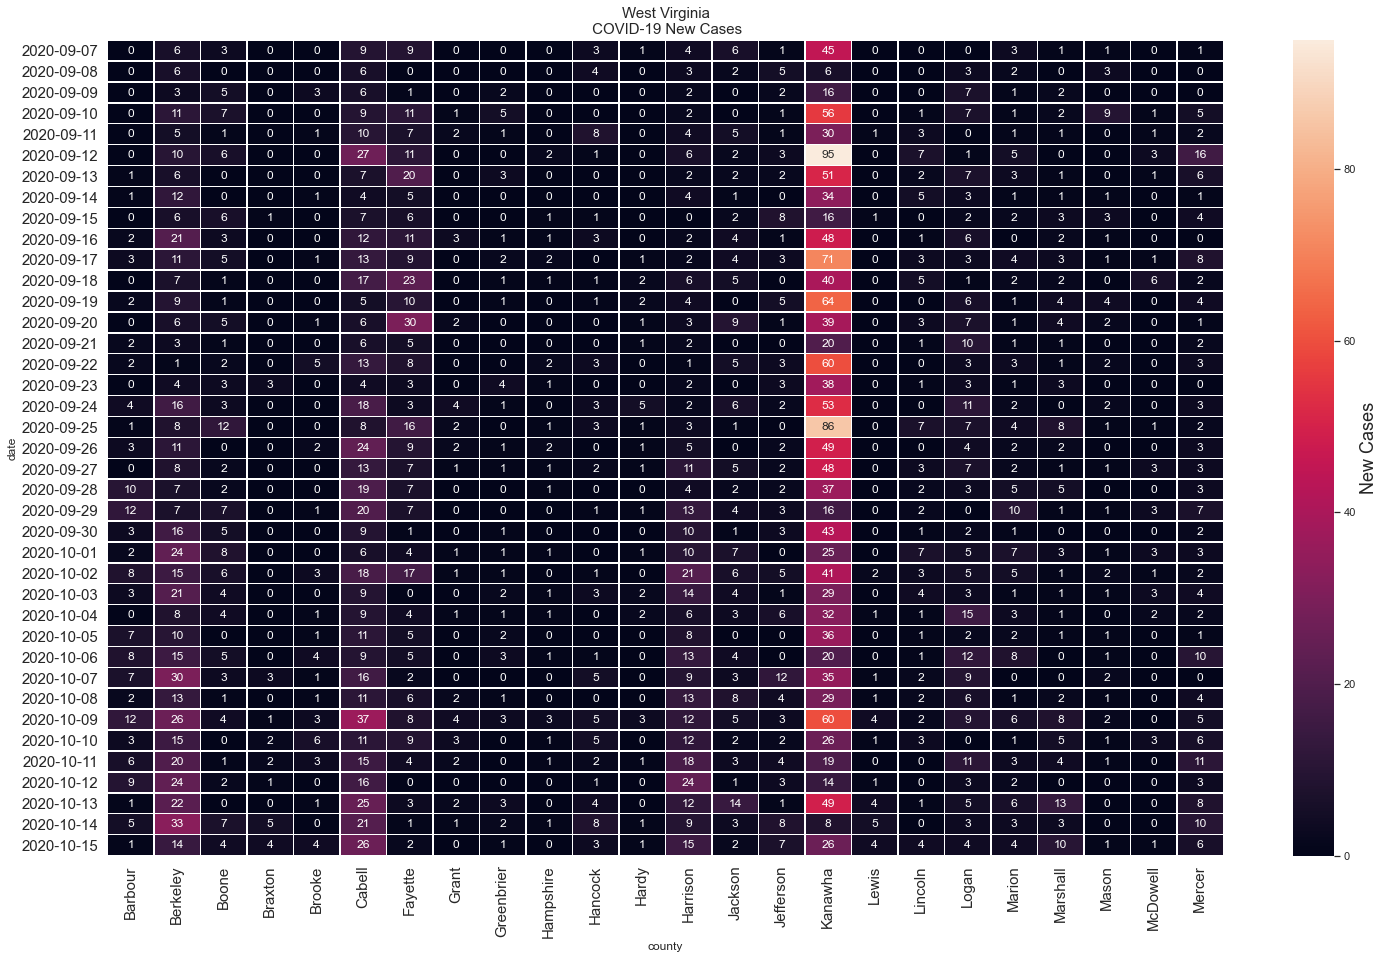 West Virginia
COVID-19 New Cases
2020-09-07 0 6 3 0 0 9 9 0 0 0 3 1 4 6 1 45 0 0 0 3 1 1 0 1
2020-09-08 0 6 0 0 0 6 0 0 0 0 4 0 3 2 5 6 0 0 3 2 0 3 0 0
2020-09-09 0 3 5 0 3 6 1 0 2 0 0 0 2 0 2 16 0 0 7 1 2 0 0 0
2020-09-10 0 11 7 0 0 9 11 1 5 0 0 0 2 0 1 56 0 1 7 1 2 9 1 5
2020-09-11 0 5 1 0 1 10 7 2 1 0 8 0 4 5 1 30 1 3 0 1 1 0 1 2
2020-09-12 0 10 6 0 0 27 11 0 0 2 1 0 6 2 3 95 0 7 1 5 0 0 3 16
2020-09-13 1 6 0 0 0 7 20 0 3 0 0 0 2 2 2 51 0 2 7 3 1 0 1 6
2020-09-14 1 12 0 0 1 4 5 0 0 0 0 0 4 1 0 34 0 5 3 1 1 1 0 1
2020-09-15 0 6 6 1 0 7 6 0 0 1 1 0 0 2 8 16 1 0 2 2 3 3 0 4
2020-09-16 2 21 3 0 0 12 11 3 1 1 3 0 2 4 1 48 0 1 6 0 2 1 0 0
2020-09-17 3 11 5 0 1 13 9 0 2 2 0 1 2 4 3 71 0 3 3 4 3 1 1 8
2020-09-18 0 7 1 0 0 17 23 0 1 1 1 2 6 5 0 40 0 5 1 2 2 0 6 2
2020-09-19 2 9 1 0 0 5 10 0 1 0 1 2 4 0 5 64 0 0 6 1 4 4 0 4
2020-09-20 0 6 5 0 1 6 30 2 0 0 0 1 3 9 1 39 0 3 7 1 4 2 0 1
2020-09-21 2 3 1 0 0 6 5 0 0 0 0 1 2 0 0 20 0 1 10 1 1 0 0 2
2020-09-22 2 1 2 0 5 13 8 0 0 2 3 0 1 5 3 60 0 0 3 3 1 2 0 3
2020-09-23 0 4 3 3 0 4 3 0 4 1 0 0 2 0 3 38 0 1 3 1 3 0 0 0
2020-09-24 4 16 3 0 0 18 3 4 1 0 3 5 2 6 2 53 0 0 11 2 0 2 0 3
2020-09-25 1 8 12 0 0 8 16 2 0 1 3 1 3 1 0 86 0 7 7 4 8 1 1 2
2020-09-26 3 11 0 0 2 24 9 2 1 2 0 1 5 0 2 49 0 0 4 2 2 0 0 3
2020-09-27 0 8 2 0 0 13 7 1 1 1 2 1 11 5 2 48 0 3 7 2 1 1 3 3
2020-09-28 10 7 2 0 0 19 7 0 0 1 0 0 4 2 2 37 0 2 3 5 5 0 0 3
2020-09-29 12 7 7 0 1 20 7 0 0 0 1 1 13 4 3 16 0 2 0 10 1 1 3 7
2020-09-30 3 16 5 0 0 9 1 0 1 0 0 0 10 1 3 43 0 1 2 1 0 0 0 2
2020-10-01 2 24 8 0 0 6 4 1 1 1 0 1 10 7 0 25 0 7 5 7 3 1 3 3
2020-10-02 8 15 6 0 3 18 17 1 1 0 1 0 21 6 5 41 2 3 5 5 1 2 1 2
2020-10-03 3 21 4 0 0 9 0 0 2 1 3 2 14 4 1 29 0 4 3 1 1 1 3 4
2020-10-04 0 8 4 0 1 9 4 1 1 1 0 2 6 3 6 32 1 1 15 3 1 0 2 2
2020-10-05 7 10 0 0 1 11 5 0 2 0 0 0 8 0 0 36 0 1 2 2 1 1 0 1
2020-10-06 8 15 5 0 4 9 5 0 3 1 1 0 13 4 0 20 0 1 12 8 0 1 0 10
2020-10-07 7 30 3 3 1 16 2 0 0 0 5 0 9 3 12 35 1 2 9 0 0 2 0 0
2020-10-08 2 13 1 0 1 11 6 2 1 0 0 0 13 8 4 29 1 2 6 1 2 1 0 4
2020-10-09 12 26 4 1 3 37 8 4 3 3 5 3 12 5 3 60 4 2 9 6 8 2 0 5
2020-10-10 3 15 0 2 6 11 9 3 0 1 5 0 12 2 2 26 1 3 0 1 5 1 3 6
2020-10-11 6 20 1 2 3 15 4 2 0 1 2 1 18 3 4 19 0 0 11 3 4 1 0 11
2020-10-12 9 24 2 1 0 16 0 0 0 0 1 0 24 1 3 14 1 0 3 2 0 0 0 3
2020-10-13 1 22 0 0 1 25 3 2 3 0 4 0 12 14 1 49 4 1 5 6 13 0 0 8
2020-10-14 5 33 7 5 0 21 1 1 2 1 8 1 9 3 8 8 5 0 3 3 3 0 0 10
2020-10-15 1 14 4 4 4 26 2 0 1 0 3 1 15 2 7 26 4 4 4 4 10 1 1 6
Barbour Berkeley Boone Braxton Brooke Cabell Fayette Grant Greenbrier Hampshire Hancock Hardy Harrison Jackson Jefferson Kanawha Lewis Lincoln Logan Marion Marshall Mason McDowell Mercer
county
date
80
60
40
20
0
New Cases